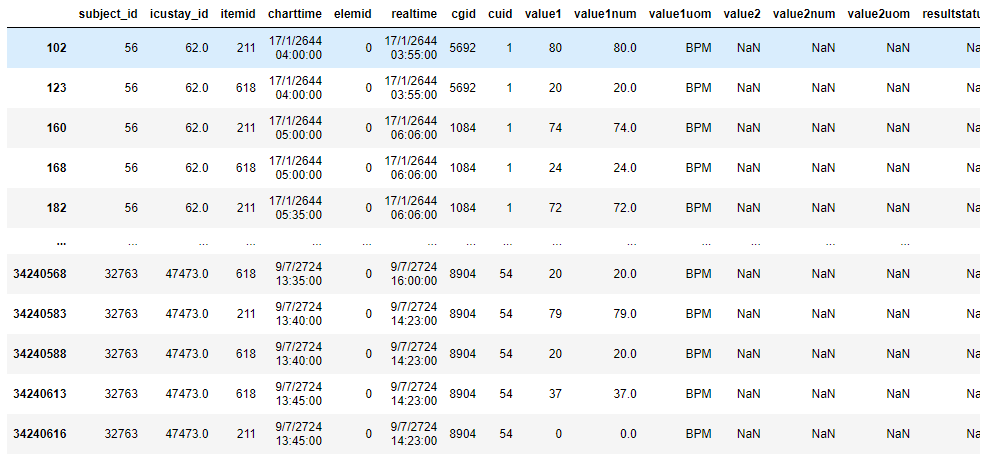 subject_id icustay_id itemid charttime elemid realtime cgid cuid value1 value1num value1uom value2 value2num value2uom resultstatu
102 56 62.0 211 17/1/2644 04:00:00 0 17/1/2644 03:55:00 5692 1 80 80.0 BPM NaN NaN NaN Na
123 56 62.0 618 17/1/2644 04:00:00 0 17/1/2644 03:55:00 5692 1 20 20.0 BPM NaN NaN NaN Na
160 56 62.0 211 17/1/2644 05:00:00 0 17/1/2644 06:06:00 1084 1 74 74.0 BPM NaN NaN NaN Na
168 56 62.0 618 17/1/2644 05:00:00 0 17/1/2644 06:06:00 1084 1 24 24.0 BPM NaN NaN NaN Na
182 56 62.0 211 17/1/2644 05:35:00 0 17/1/2644 06:06:00 1084 1 72 72.0 BPM NaN NaN NaN Na
... ... ... ... ... ... ... ... ... ... ... ... ... ... ...
34240568 32763 47473.0 618 9/7/2724 13:35:00 0 9/7/2724 16:00:00 8904 54 20 20.0 BPM NaN NaN NaN Na
34240583 32763 47473.0 211 9/7/2724 13:40:00 0 9/7/2724 14:23:00 8904 54 79 79.0 BPM NaN NaN NaN Na
34240588 32763 47473.0 618 9/7/2724 13:40:00 0 9/7/2724 14:23:00 8904 54 20 20.0 BPM NaN NaN NaN Na
34240613 32763 47473.0 618 9/7/2724 13:45:00 0 9/7/2724 14:23:00 8904 54 37 37.0 BPM NaN NaN NaN Na
34240616 32763 47473.0 211 9/7/2724 13:45:00 0 9/7/2724 14:23:00 8904 54 0 0.0 BPM NaN NaN NaN Na